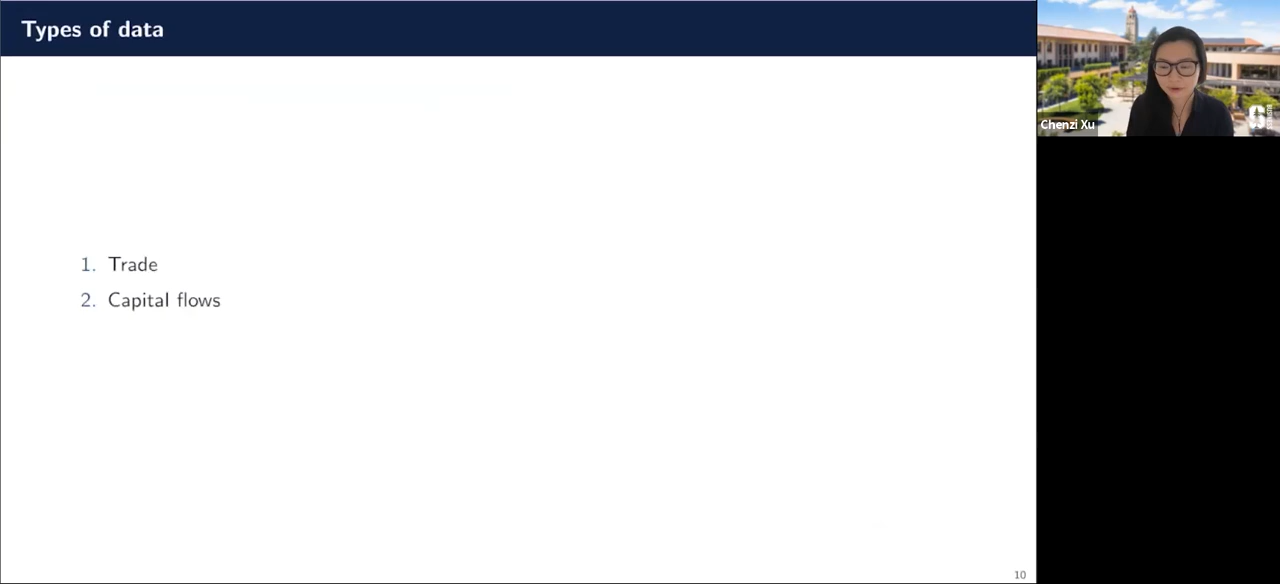 Types of data
Chenzi Xu
1. Trade
2. Capital flows
10